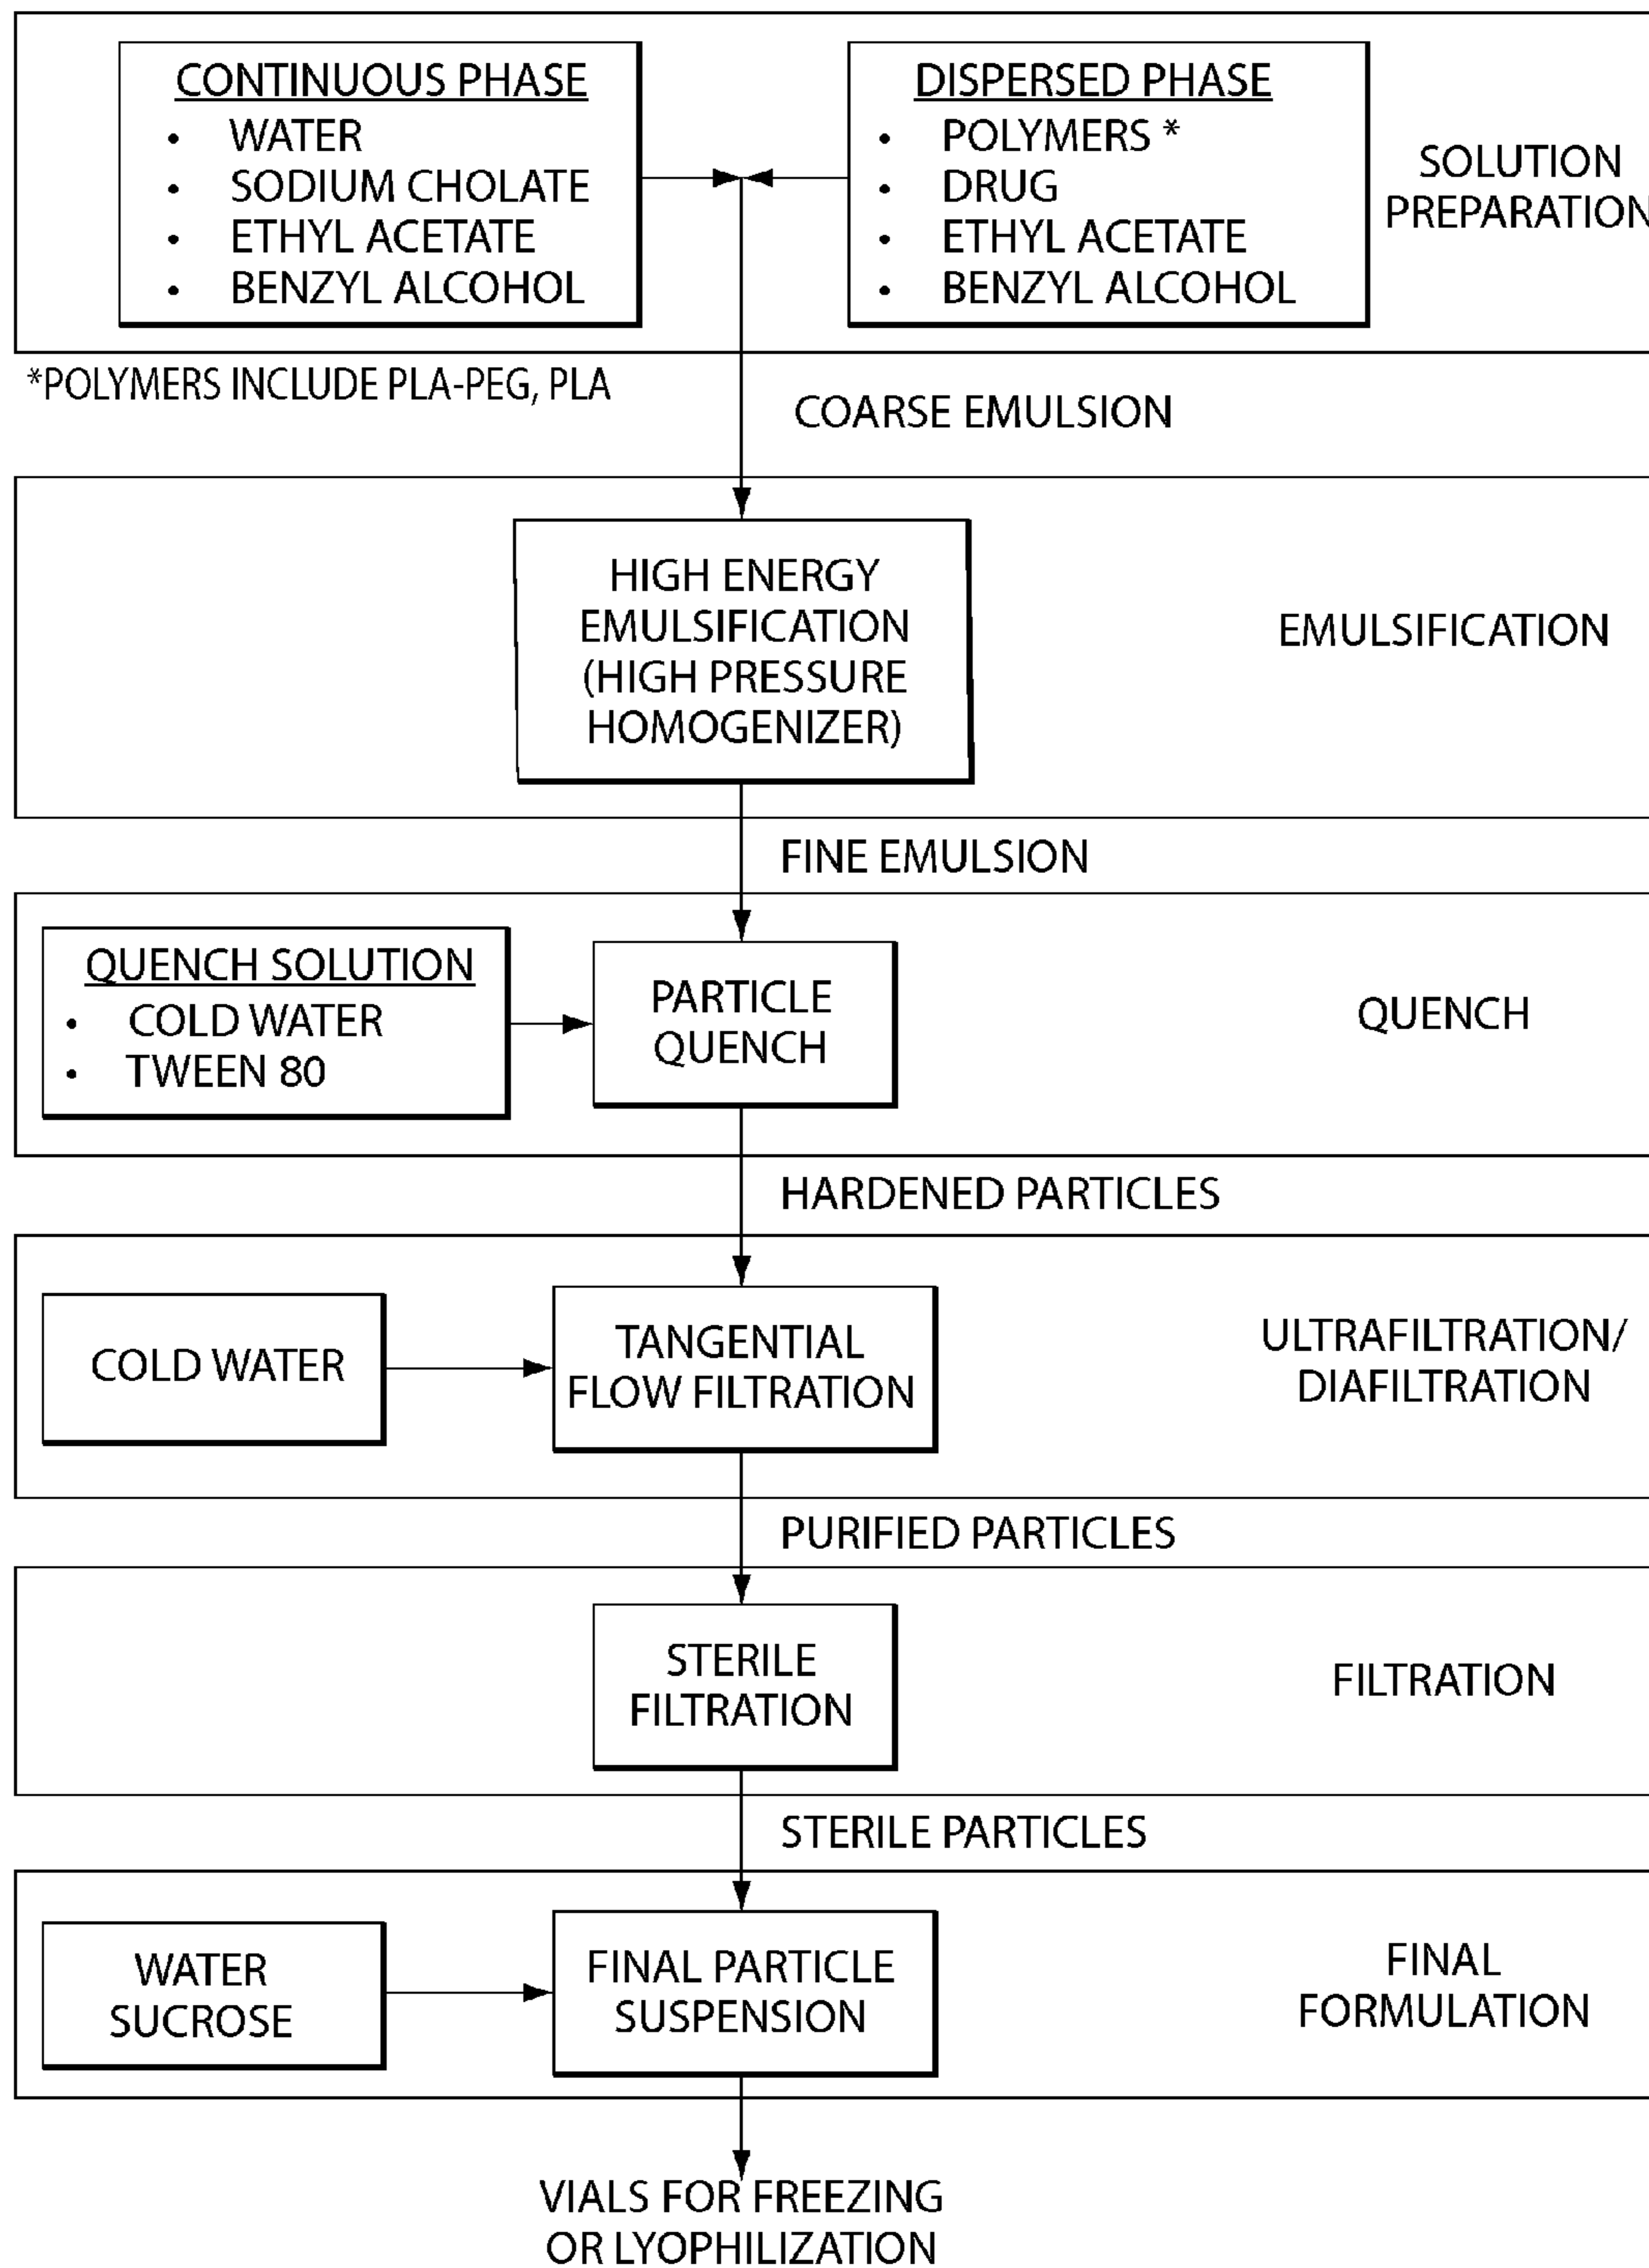 CONTINUOUS PHASE
• WATER
• SODIUM CHOLATE
• ETHYL ACETATE
• BENZYL ALCOHOL
DISPERSED PHASE
• POLYMERS *
• DRUG
• ETHYL ACETATE
• BENZYL ALCOHOL
SOLUTION
PREPARATION
*POLYMERS INCLUDE PLA-PEG, PLA
COARSE EMULSION
HIGH ENERGY
EMULSIFICATION
(HIGH PRESSURE
HOMOGENIZER)
EMULSIFICATION
FINE EMULSION
QUENCH SOLUTION
• COLD WATER
• TWEEN 80
PARTICLE
QUENCH
QUENCH
HARDENED PARTICLES
COLD WATER
TANGENTIAL
FLOW FILTRATION
ULTRAFILTRATION/
DIAFILTRATION
PURIFIED PARTICLES
STERILE
FILTRATION
FILTRATION
STERILE PARTICLES
WATER
SUCROSE
FINAL PARTICLE
SUSPENSION
FINAL
FORMULATION
VIALS FOR FREEZING
OR LYOPHILIZATION